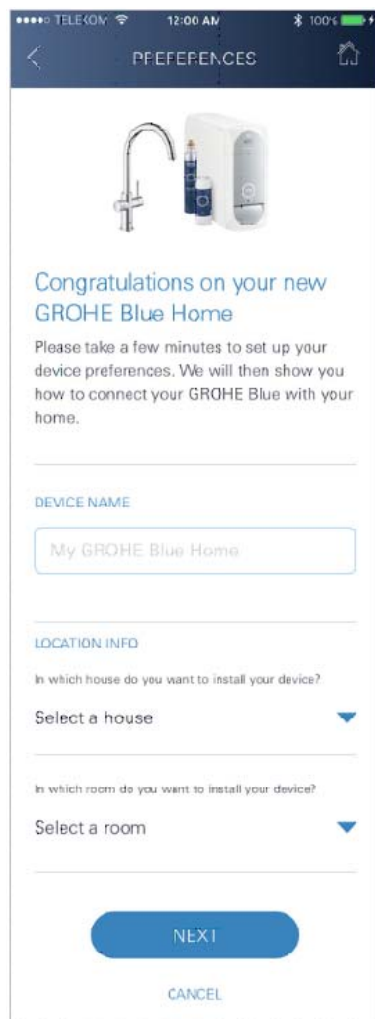 TELEKOM 12:00 AM 100%
PREFERENCES
Congratulations on your new
GROHE Blue Home
Please take a few minutes to set up your
device preferences. We will then show you
how to connect your GROHE Blue with your
home.
DEVICE NAME
My GROHE Blue Home
LOCATION INFO
In which house do you want to install your device?
Select a house
In which room do you want to install your device?
Select a room
NEXT
CANCEL